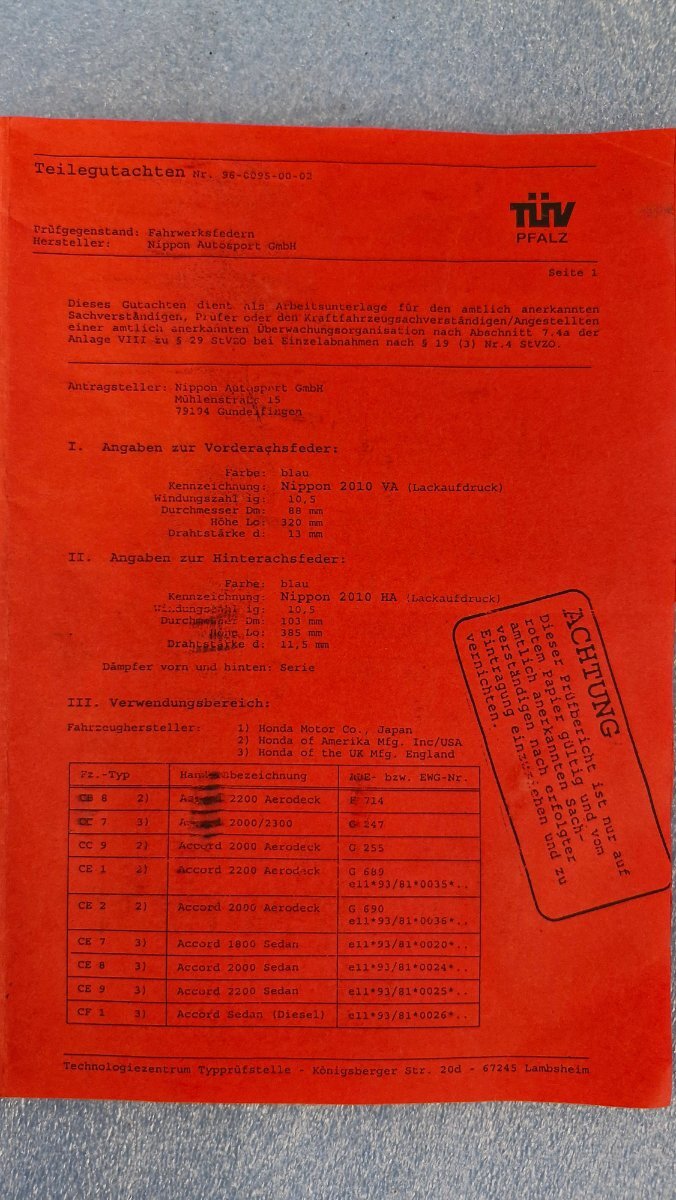 Teilegutachten Nr. 96-0095-00-02
TÜV
PFALZ
Prüfgegenstand: Fahrwerksfedern
Hersteller: Nippon Autosport GmbH
Seite 1
Dieses Gutachten dient als Arbeitsunterlage für den amtlich anerkannten
Sachverständigen, Prüfer oder den Kraftfahrzeugsachverständigen/Angestellten
einer amtlich anerkannten Überwachungsorganisation nach Abschnitt 7.4a der
Anlage VIII zu § 29 StVZO bei Einzelabnahmen nach § 19 (3) Nr.4 StVZO.
Antragsteller: Nippon Autosport GmbH
Mühlenstraße 15
79194 Gundelfingen
I. Angaben zur Vorderachsfeder:
Farbe: blau
Kennzeichnung: Nippon 2010 VA (Lackaufdruck)
Windungszahl ig: 10,5
Durchmesser Dm: 88 mm
Höhe Lo: 320 mm
Drahtstärke d: 13 mm
II. Angaben zur Hinterachsfeder:
Farbe: blau
Kennzeichnung: Nippon 2010 HA (Lackaufdruck)
Windungszahl ig: 10,5
Durchmesser Dm: 103 mm
Höhe Lo: 385 mm
Drahtstärke d: 11,5 mm
Dämpfer vorn und hinten: Serie
III. Verwendungsbereich:
Fahrzeughersteller: 1) Honda Motor Co., Japan
2) Honda of Amerika Mfg. Inc/USA
3) Honda of the UK Mfg. England
Fz.-Typ Handelsbezeichnung ABE- bzw. EWG-Nr.
CB 8 2) Accord 2200 Aerodeck F 714
CC 7 3) Accord 2000/2300 G 247
CC 9 2) Accord 2000 Aerodeck G 255
CE 1 2) Accord 2200 Aerodeck G 689
e11*93/81*0035*..
CE 2 2) Accord 2000 Aerodeck G 690
e11*93/81*0036*..
CE 7 3) Accord 1800 Sedan e11*93/81*0020*..
CE 8 3) Accord 2000 Sedan e11*93/81*0024*..
CE 9 3) Accord 2200 Sedan e11*93/81*0025*..
CF 1 3) Accord Sedan (Diesel) e11*93/81*0026*..
ACHTUNG
Dieser Prüfbericht ist nur auf
rotem Papier gültig und vom
amtlich anerkannten Sach-
verständigen nach erfolgter
Eintragung einzuziehen und zu
vernichten.
Technologiezentrum Typprüfstelle - Königsberger Str. 20d - 67245 Lambsheim